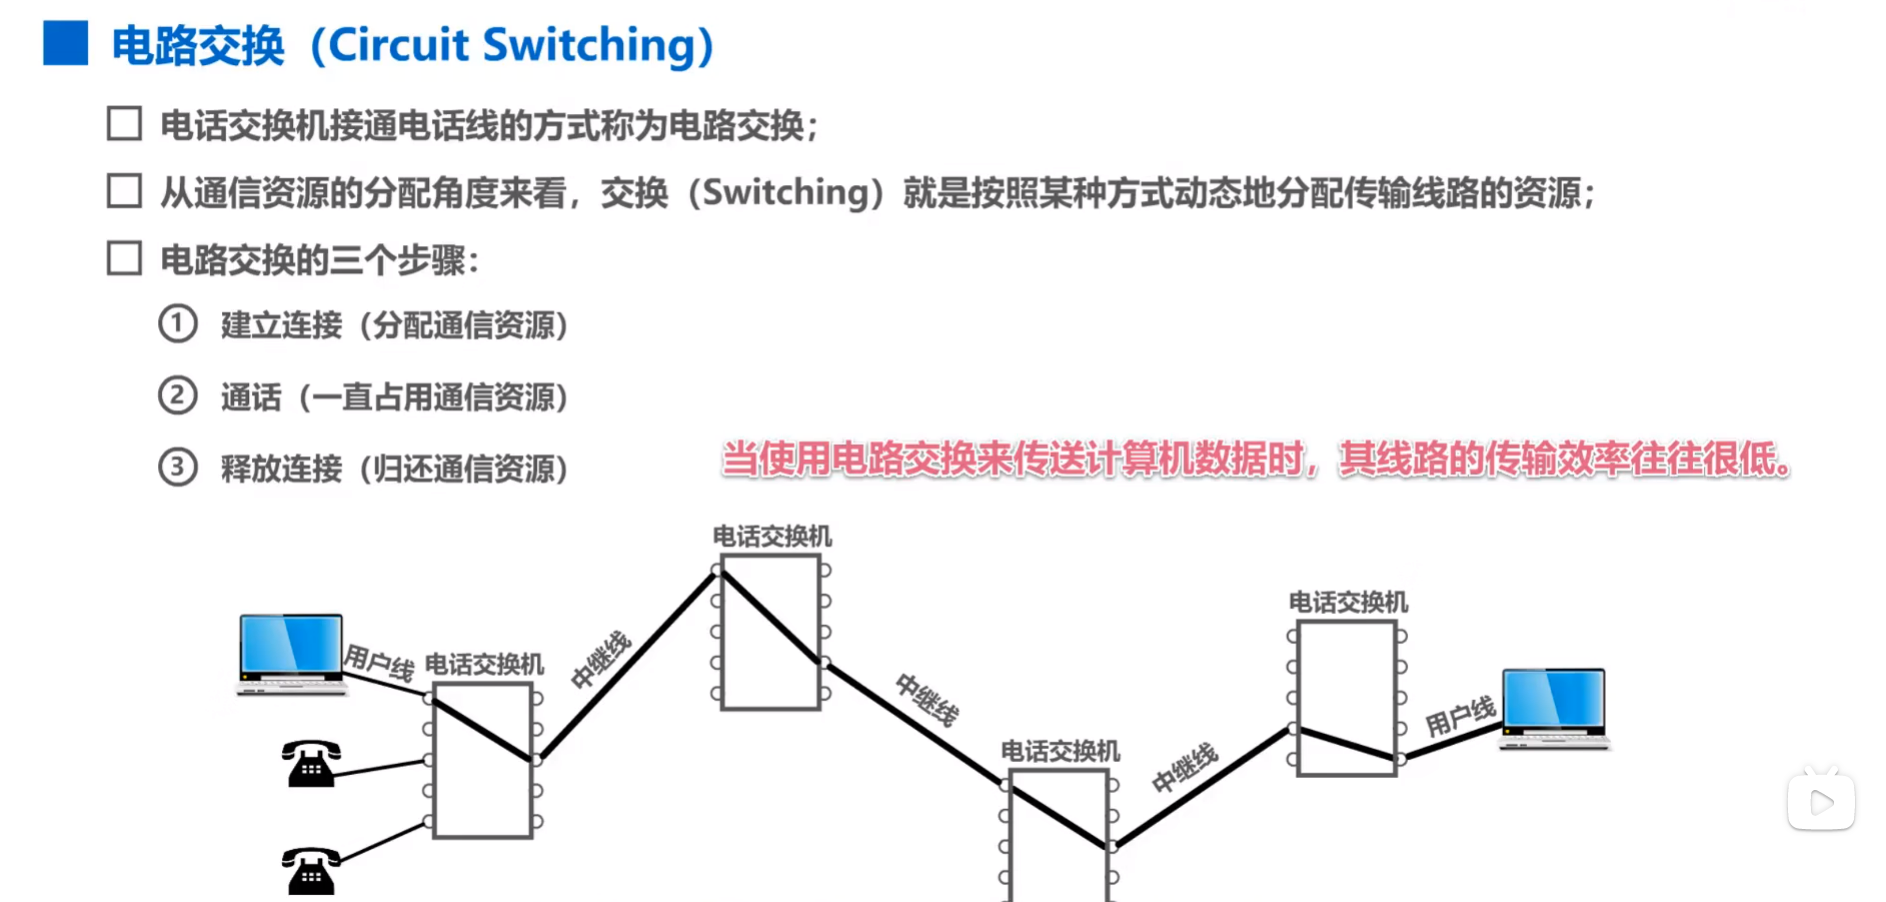 电路交换（Circuit Switching）
电话交换机接通电话线的方式称为电路交换；
从通信资源的分配角度来看，交换（Switching）就是按照某种方式动态地分配传输线路的资源；
电路交换的三个步骤：
① 建立连接（分配通信资源）
② 通话（一直占用通信资源）
③ 释放连接（归还通信资源）
当使用电路交换来传送计算机数据时，其线路的传输效率往往很低。
电话交换机
电话交换机
用户线
电话交换机
中继线
中继线
用户线
电话交换机
中继线